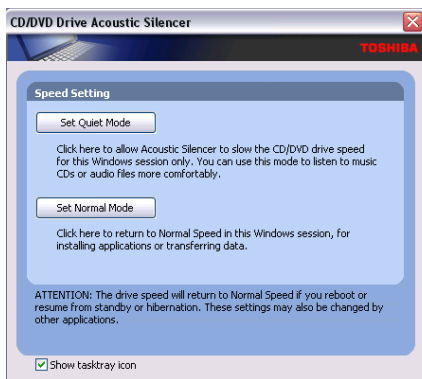 CD/DVD Drive Acoustic Silencer
TOSHIBA
Speed Setting
Set Quiet Mode
Click here to allow Acoustic Silencer to slow the CD/DVD drive speed
for this Windows session only. You can use this mode to listen to music
CDs or audio files more comfortably.
Set Normal Mode
Click here to return to Normal Speed in this Windows session, for
installing applications or transferring data.
ATTENTION: The drive speed will return to Normal Speed if you reboot or
resume from standby or hibernation. These settings may also be changed by
other applications.
Show tasktray icon